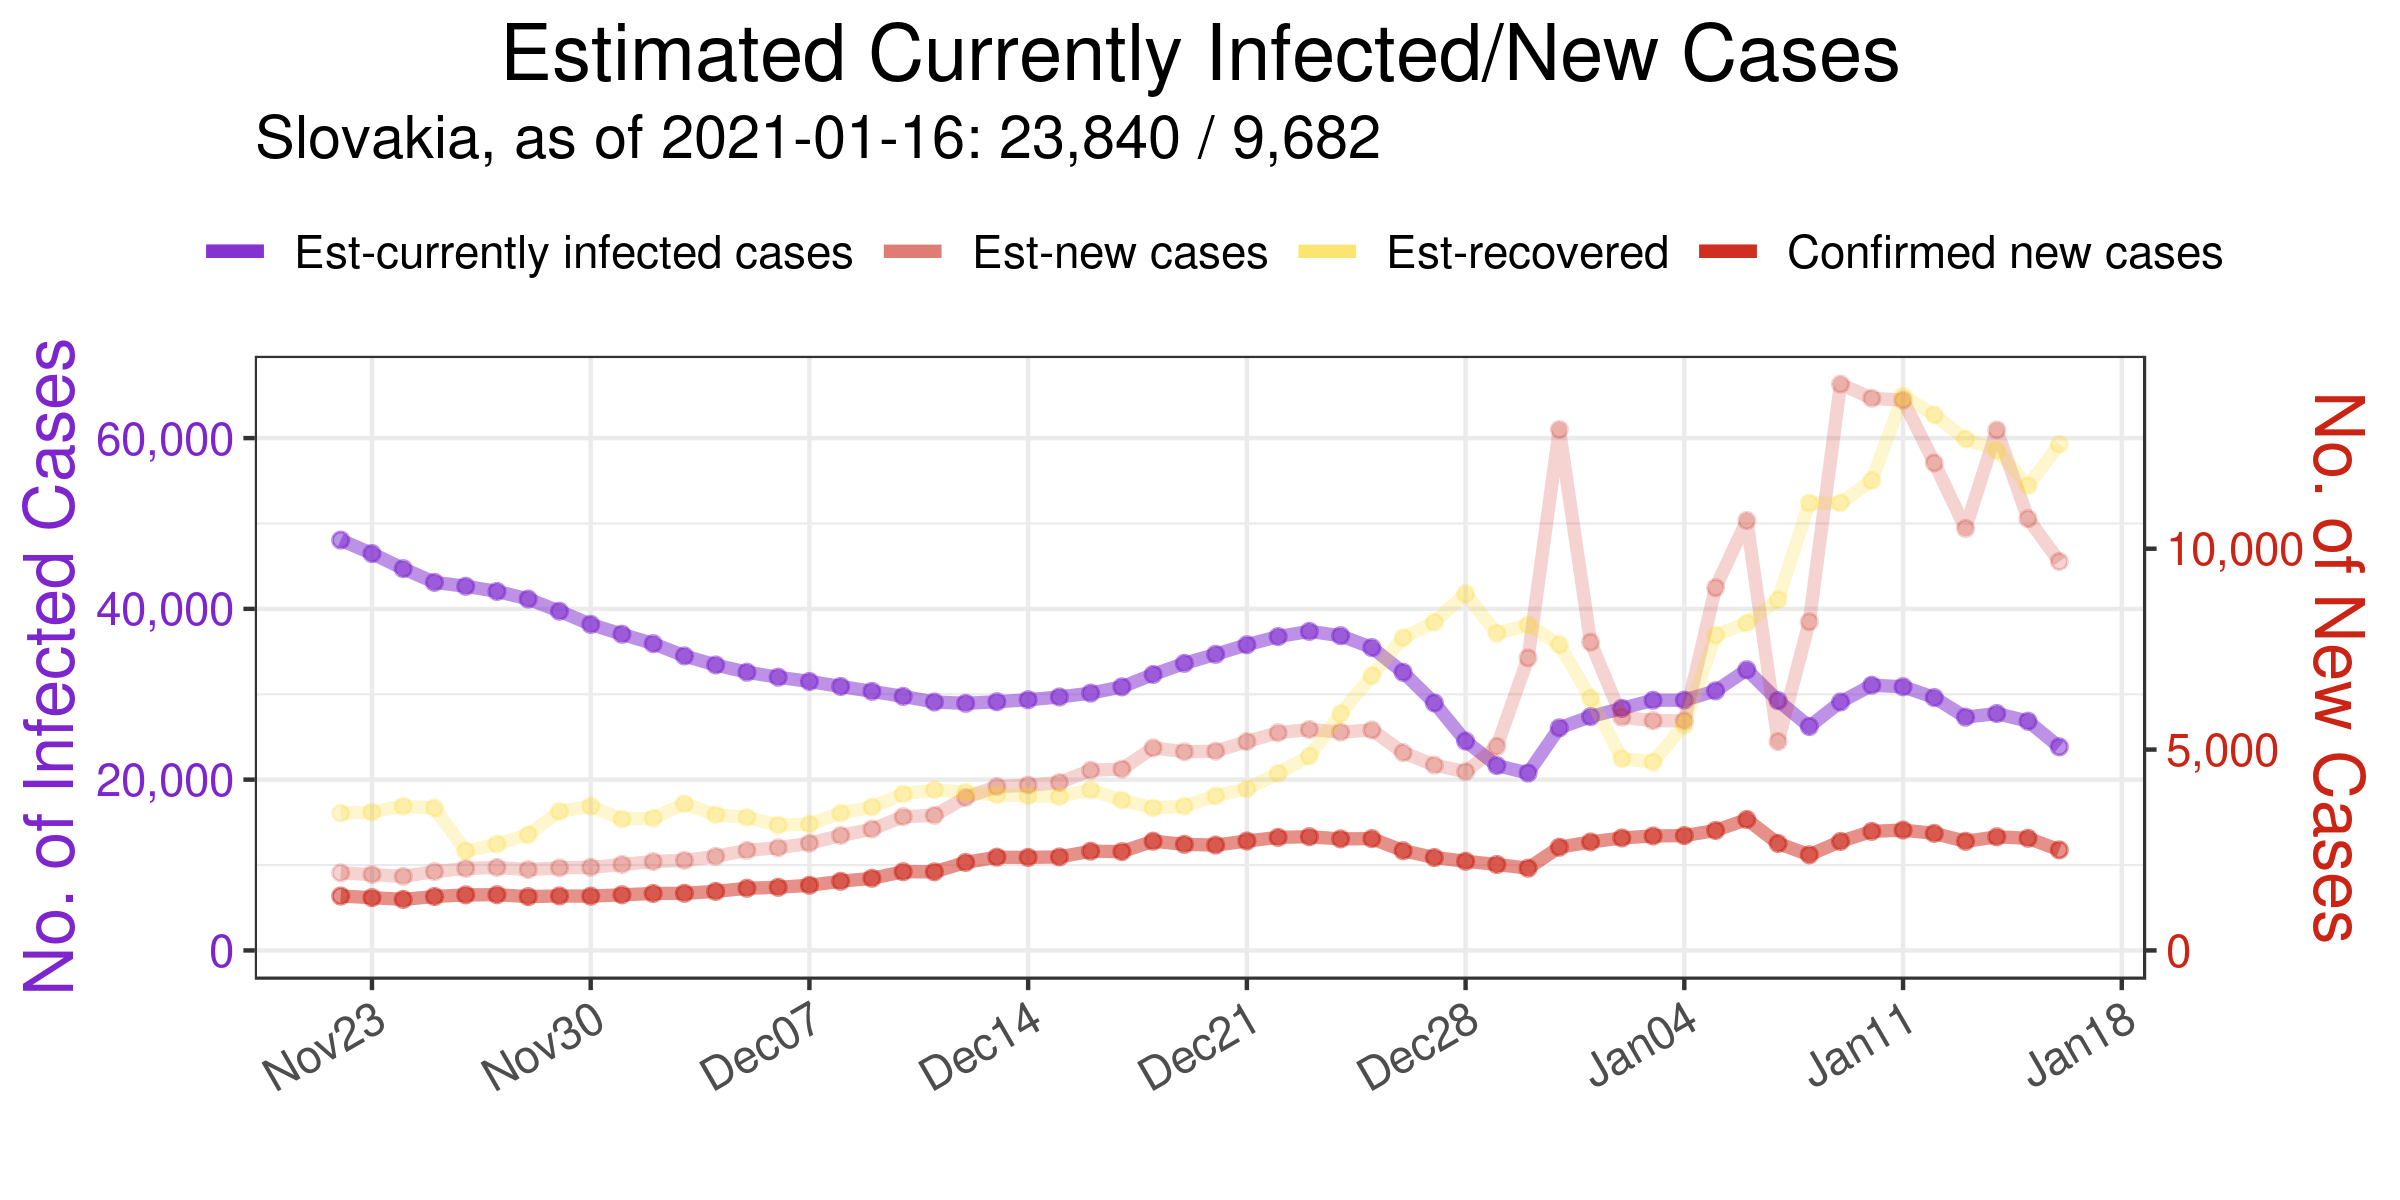 Estimated Currently Infected/New Cases
Slovakia, as of 2021-01-16: 23,840 / 9,682
Est-currently infected cases Est-new cases Est-recovered Confirmed new cases
No. of Infected Cases
60,000
40,000
20,000
0
10,000
5,000
0
No. of New Cases
Nov23 Nov30 Dec07 Dec14 Dec21 Dec28 Jan04 Jan11 Jan18